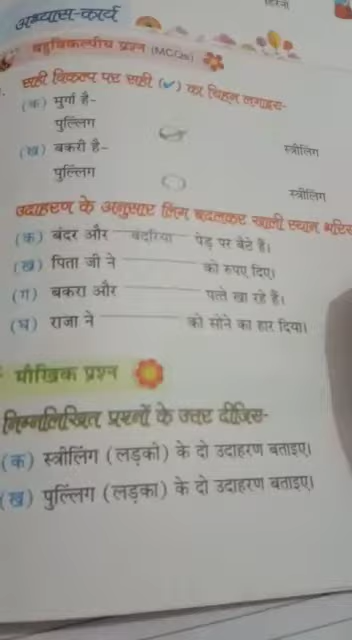 अभ्यास-कार्य
बहुविकल्पीय प्रश्न (MCQs)
सही विकल्प पर सही (✓) का चिह्न लगाइए-
(क) मुर्गा है-
पुल्लिंग
स्त्रीलिंग
(ख) बकरी है-
पुल्लिंग
स्त्रीलिंग
उदाहरण के अनुसार लिंग बदलकर खाली स्थान भरिए
(क) बंदर और बंदरिया पेड़ पर बैठे हैं।
(ख) पिता जी ने को रुपए दिए।
(ग) बकरा और पत्ते खा रहे हैं।
(घ) राजा ने को सोने का हार दिया।
मौखिक प्रश्न
निम्नलिखित प्रश्नों के उत्तर दीजिए-
(क) स्त्रीलिंग (लड़की) के दो उदाहरण बताइए।
(ख) पुल्लिंग (लड़का) के दो उदाहरण बताइए।